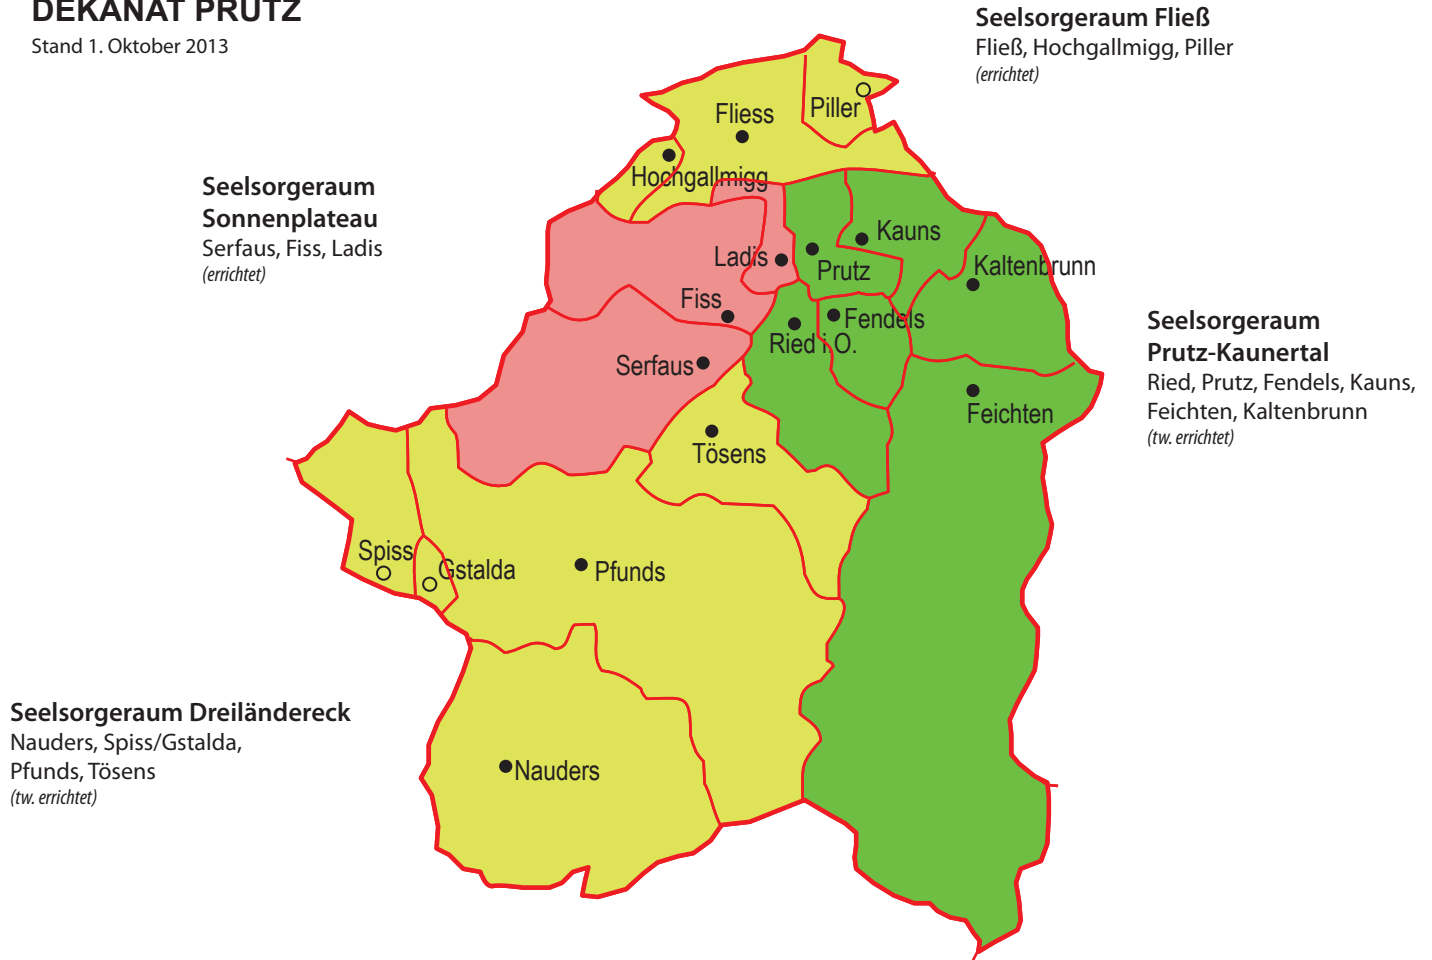 DEKANAT PRUTZ
Stand 1. Oktober 2013
Seelsorgeraum Fließ
Fließ, Hochgallmigg, Piller
(errichtet)
Seelsorgeraum
Sonnenplateau
Serfaus, Fiss, Ladis
(errichtet)
Seelsorgeraum
Prutz-Kaunertal
Ried, Prutz, Fendels, Kauns,
Feichten, Kaltenbrunn
(tw. errichtet)
Seelsorgeraum Dreiländereck
Nauders, Spiss/Gstalda,
Pfunds, Tösens
(tw. errichtet)
Piller
Fliess
Hochgallmigg
Kauns
Ladis
Prutz
Kaltenbrunn
Fiss
Fendels
Ried i.O.
Serfaus
Feichten
Tösens
Spiss
Gstalda
Pfunds
Nauders